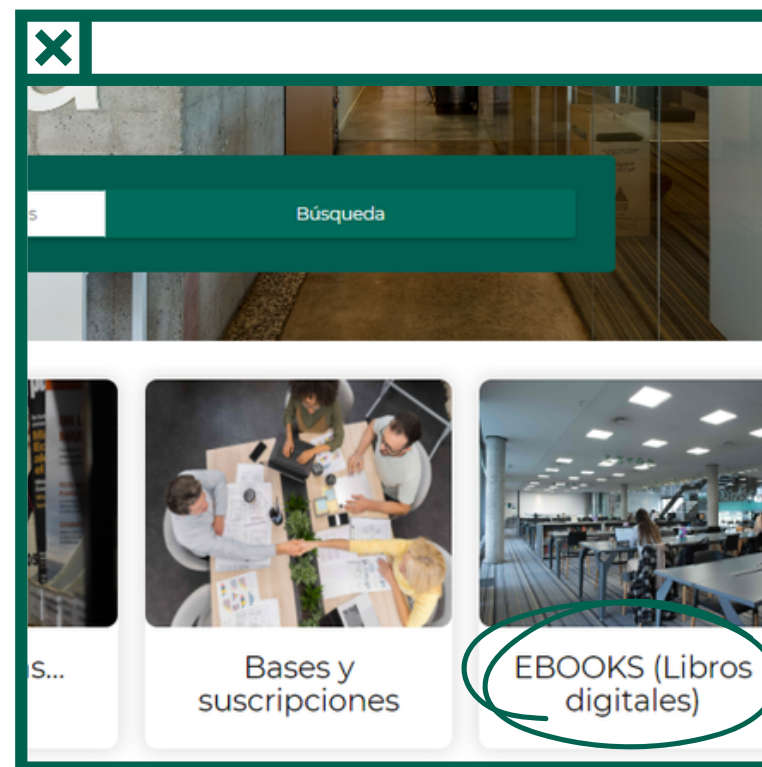 Búsqueda
s...
Bases y
suscripciones
EBOOKS (Libros
digitales)